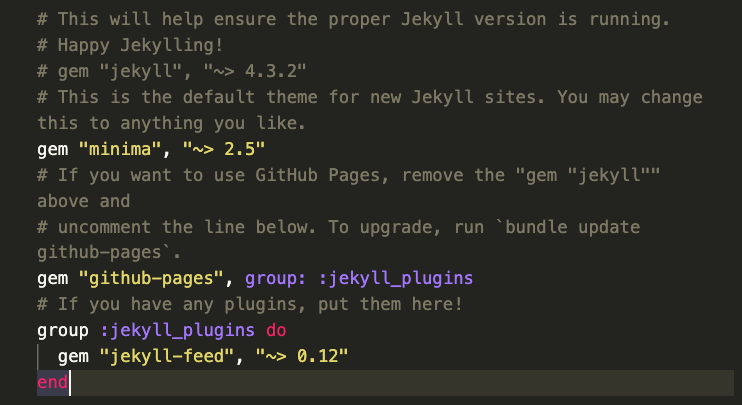 # This will help ensure the proper Jekyll version is running.
# Happy Jekylling!
# gem "jekyll", "~> 4.3.2"
# This is the default theme for new Jekyll sites. You may change
this to anything you like.
gem "minima", "~> 2.5"
# If you want to use GitHub Pages, remove the "gem "jekyll""
above and
# uncomment the line below. To upgrade, run `bundle update
github-pages`.
gem "github-pages", group: :jekyll_plugins
# If you have any plugins, put them here!
group :jekyll_plugins do
  gem "jekyll-feed", "~> 0.12"
end